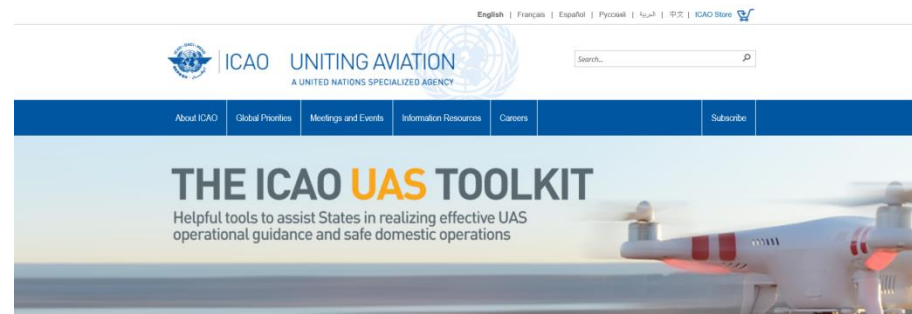 English | Français | Español | Русский | العربية | 中文 | ICAO Store
ICAO UNITING AVIATION
A UNITED NATIONS SPECIALIZED AGENCY
Search...
About ICAO Global Priorities Meetings and Events Information Resources Careers Subscribe
THE ICAO UAS TOOLKIT
Helpful tools to assist States in realizing effective UAS
operational guidance and safe domestic operations